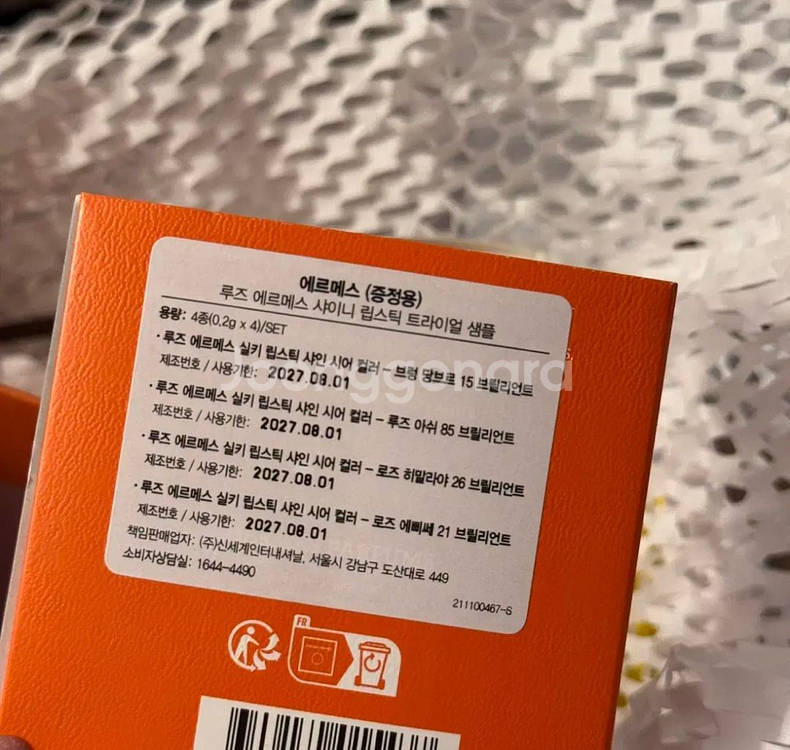 에르메스 (증정용)
루즈 에르메스 샤이니 립스틱 트라이얼 샘플
용량: 4종(0.2g x 4)/SET
· 루즈 에르메스 실키 립스틱 샤인 시어 컬러 – 브렁 땅브르 15 브릴리언트
제조번호 / 사용기한: 2027.08.01
· 루즈 에르메스 실키 립스틱 샤인 시어 컬러 – 루즈 아쉬 85 브릴리언트
제조번호 / 사용기한: 2027.08.01
· 루즈 에르메스 실키 립스틱 샤인 시어 컬러 – 로즈 히말라야 26 브릴리언트
제조번호 / 사용기한: 2027.08.01
· 루즈 에르메스 실키 립스틱 샤인 시어 컬러 – 로즈 에삐쎄 21 브릴리언트
제조번호 / 사용기한: 2027.08.01
책임판매업자: (주)신세계인터내셔날, 서울시 강남구 도산대로 449
소비자상담실: 1644-4490
211100467-S
FR
Joonggonara